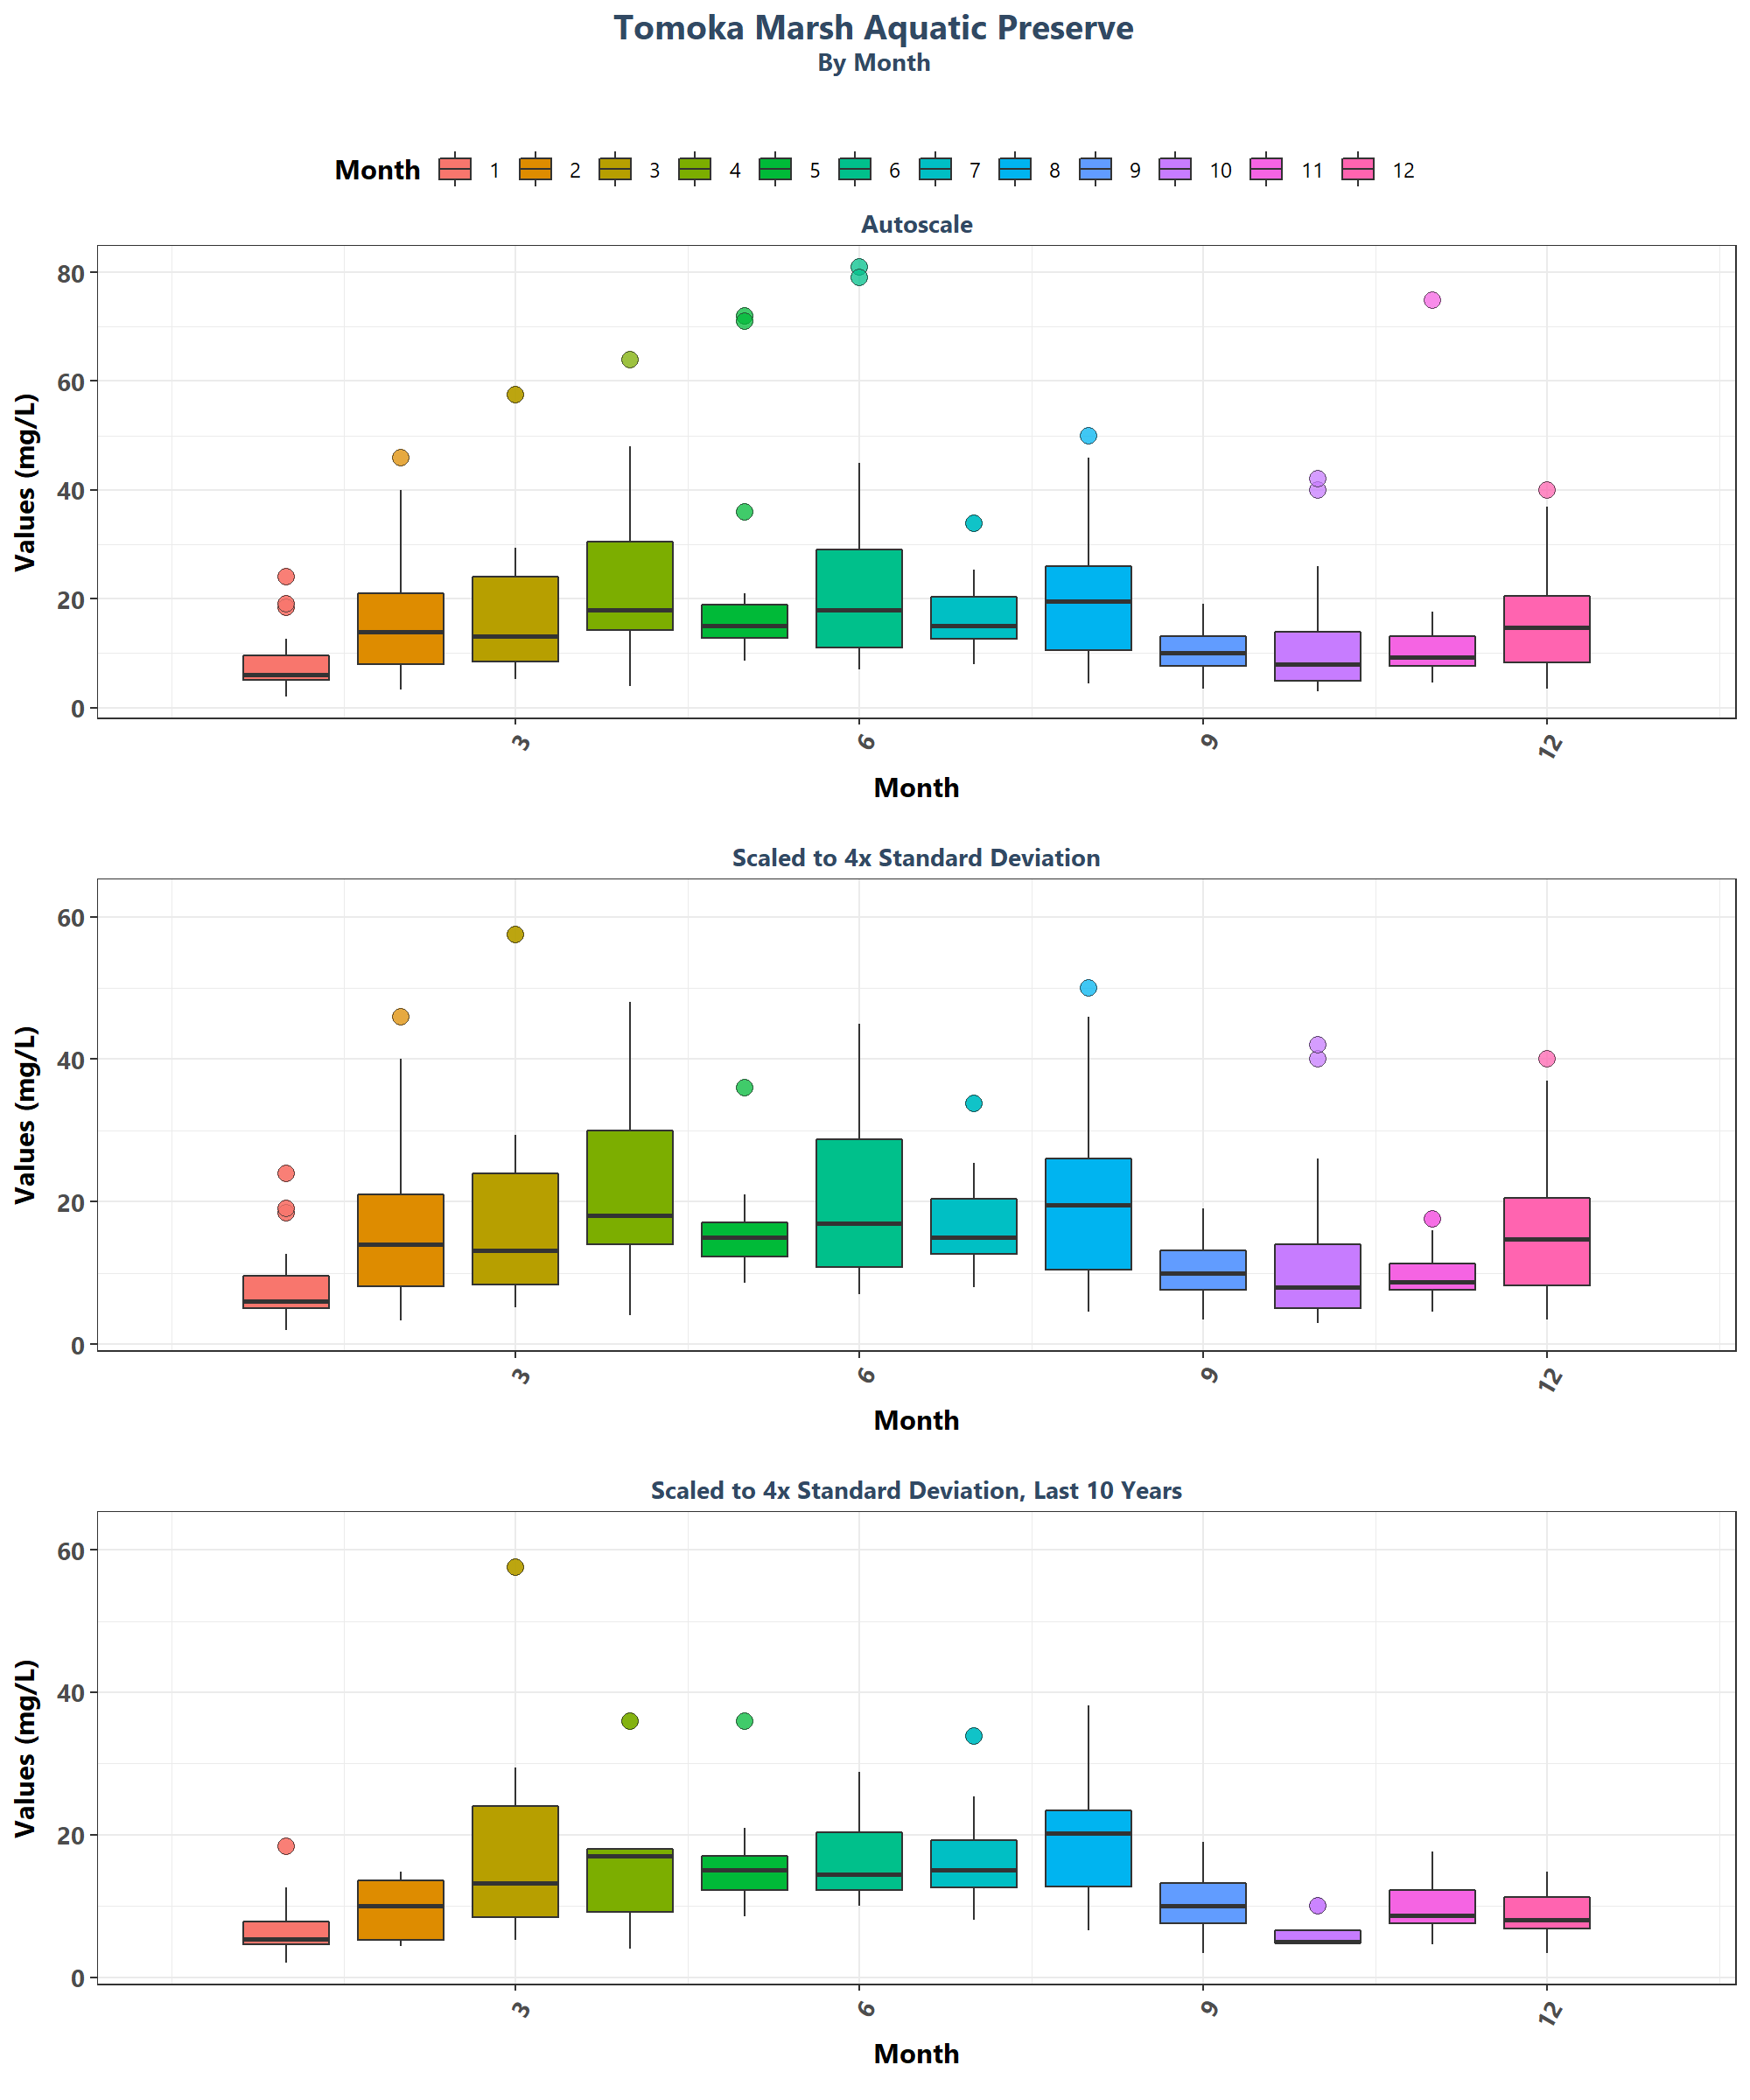 Tomoka Marsh Aquatic Preserve
By Month
Month 1 2 3 4 5 6 7 8 9 10 11 12
Autoscale
Values (mg/L)
80
60
40
20
0
3 6 9 12
Month
Scaled to 4x Standard Deviation
Values (mg/L)
60
40
20
0
3 6 9 12
Month
Scaled to 4x Standard Deviation, Last 10 Years
Values (mg/L)
60
40
20
0
3 6 9 12
Month